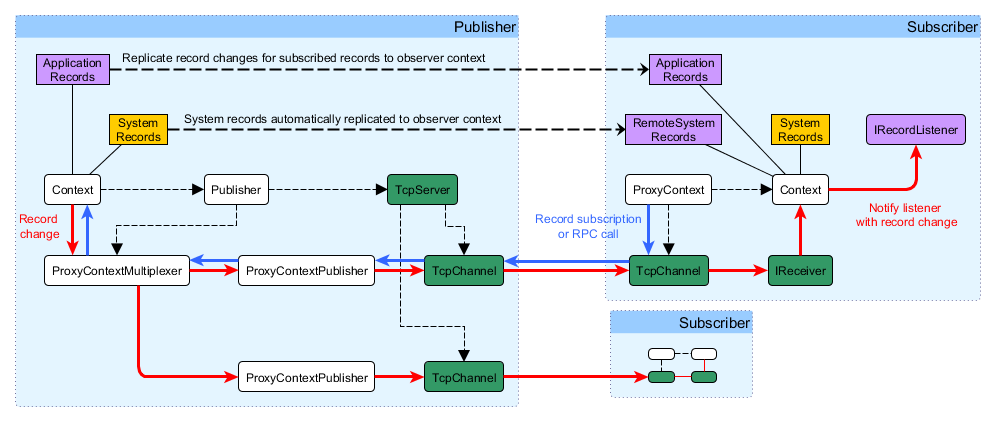 Publisher
Subscriber
Application
Records
Replicate record changes for subscribed records to observer context
Application
Records
System
Records
System records automatically replicated to observer context
RemoteSystem
Records
System
Records
IRecordListener
Context
Publisher
TcpServer
ProxyContext
Context
Record
change
Record subscription
or RPC call
Notify listener
with record change
ProxyContextMultiplexer
ProxyContextPublisher
TcpChannel
TcpChannel
IReceiver
Subscriber
ProxyContextPublisher
TcpChannel